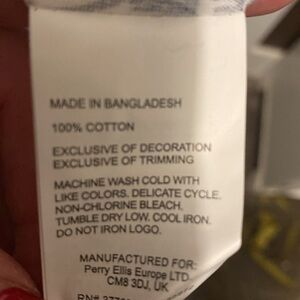 MADE IN BANGLADESH
100% COTTON
EXCLUSIVE OF DECORATION
EXCLUSIVE OF TRIMMING
MACHINE WASH COLD WITH
LIKE COLORS. DELICATE CYCLE.
NON-CHLORINE BLEACH.
TUMBLE DRY LOW. COOL IRON.
DO NOT IRON LOGO.
MANUFACTURED FOR:
Perry Ellis Europe LTD.
CM8 3DJ, UK
RN#